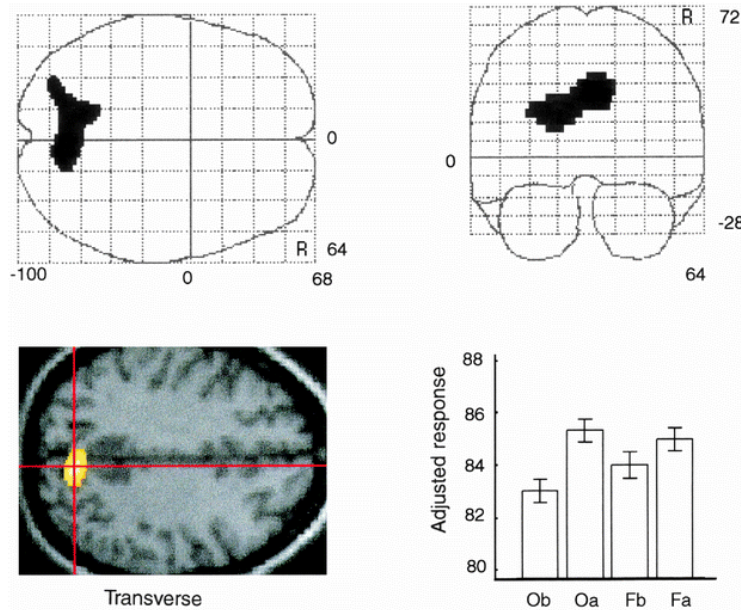 R
0
R
64
-100
0
68
R
72
0
-28
64
Transverse
Adjusted response
88
86
84
82
80
Ob
Oa
Fb
Fa